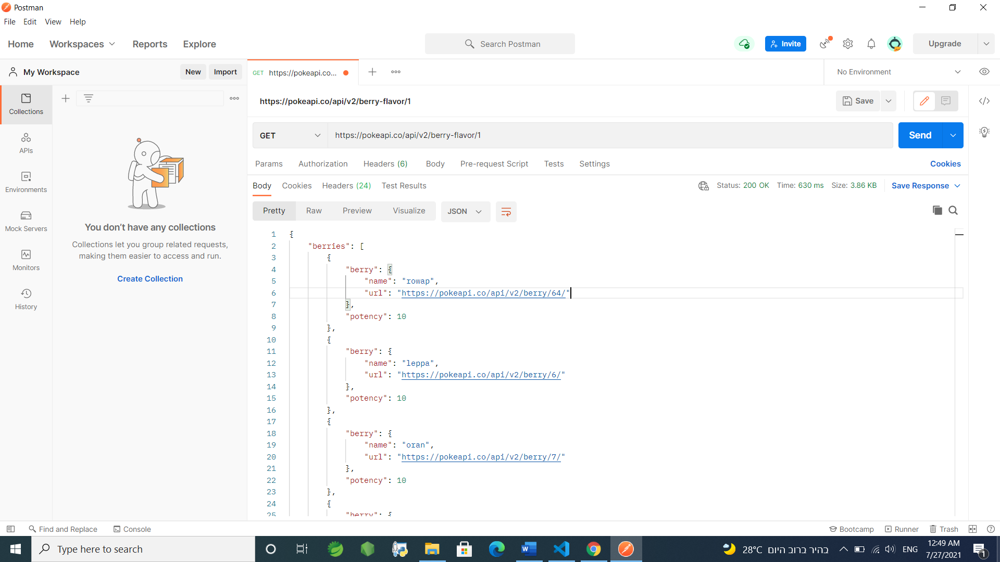 Postman
File Edit View Help
Home Workspaces Reports Explore
Search Postman
Invite
Upgrade
My Workspace
New Import
GET https://pokeapi.co...
No Environment
https://pokeapi.co/api/v2/berry-flavor/1
Save
GET https://pokeapi.co/api/v2/berry-flavor/1
Send
Params Authorization Headers (6) Body Pre-request Script Tests Settings
Cookies
Body Cookies Headers (24) Test Results
Status: 200 OK Time: 630 ms Size: 3.86 KB Save Response
Pretty Raw Preview Visualize JSON
Collections
APIs
Environments
Mock Servers
Monitors
History
You don’t have any collections
Collections let you group related requests,
making them easier to access and run.
Create Collection
1 {
2 "berries": [
3 {
4 "berry": {
5 "name": "rowap",
6 "url": "https://pokeapi.co/api/v2/berry/64/"
7 },
8 "potency": 10
9 },
10 {
11 "berry": {
12 "name": "leppa",
13 "url": "https://pokeapi.co/api/v2/berry/6/"
14 },
15 "potency": 10
16 },
17 {
18 "berry": {
19 "name": "oran",
20 "url": "https://pokeapi.co/api/v2/berry/7/"
21 },
22 "potency": 10
23 },
24 {
25 "berry": {
Find and Replace Console
Bootcamp Runner Trash
Type here to search
28°C בהיר ברוב היום
ENG
12:49 AM
7/27/2021
1